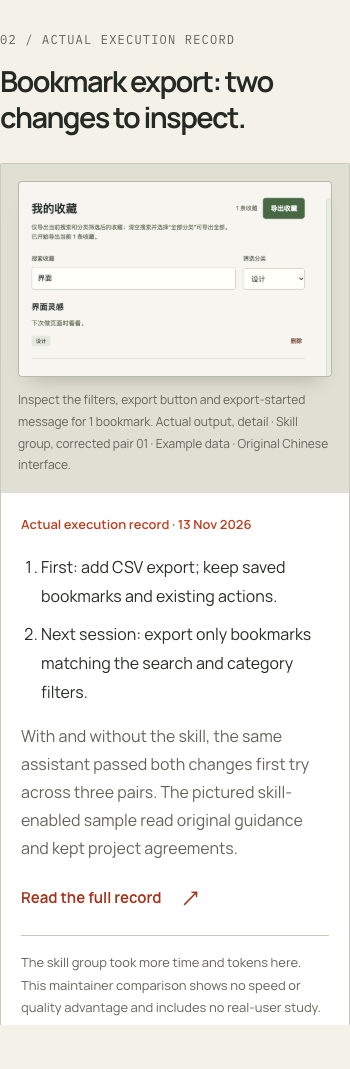 02 / ACTUAL EXECUTION RECORD
Bookmark export: two
changes to inspect.
我的收藏
1 条收藏
导出收藏
仅导出当前搜索和分类筛选后的收藏；清空搜索并选择“全部分类”可导出全部。
已开始导出当前 1 条收藏。
搜索收藏
筛选分类
界面
设计
界面灵感
下次做页面时看看。
设计
删除
Inspect the filters, export button and export-started
message for 1 bookmark. Actual output, detail · Skill
group, corrected pair 01 · Example data · Original Chinese
interface.
Actual execution record · 13 Nov 2026
1. First: add CSV export; keep saved
bookmarks and existing actions.
2. Next session: export only bookmarks
matching the search and category
filters.
With and without the skill, the same
assistant passed both changes first try
across three pairs. The pictured skill-
enabled sample read original guidance
and kept project agreements.
Read the full record ↗
The skill group took more time and tokens here.
This maintainer comparison shows no speed or
quality advantage and includes no real-user study.